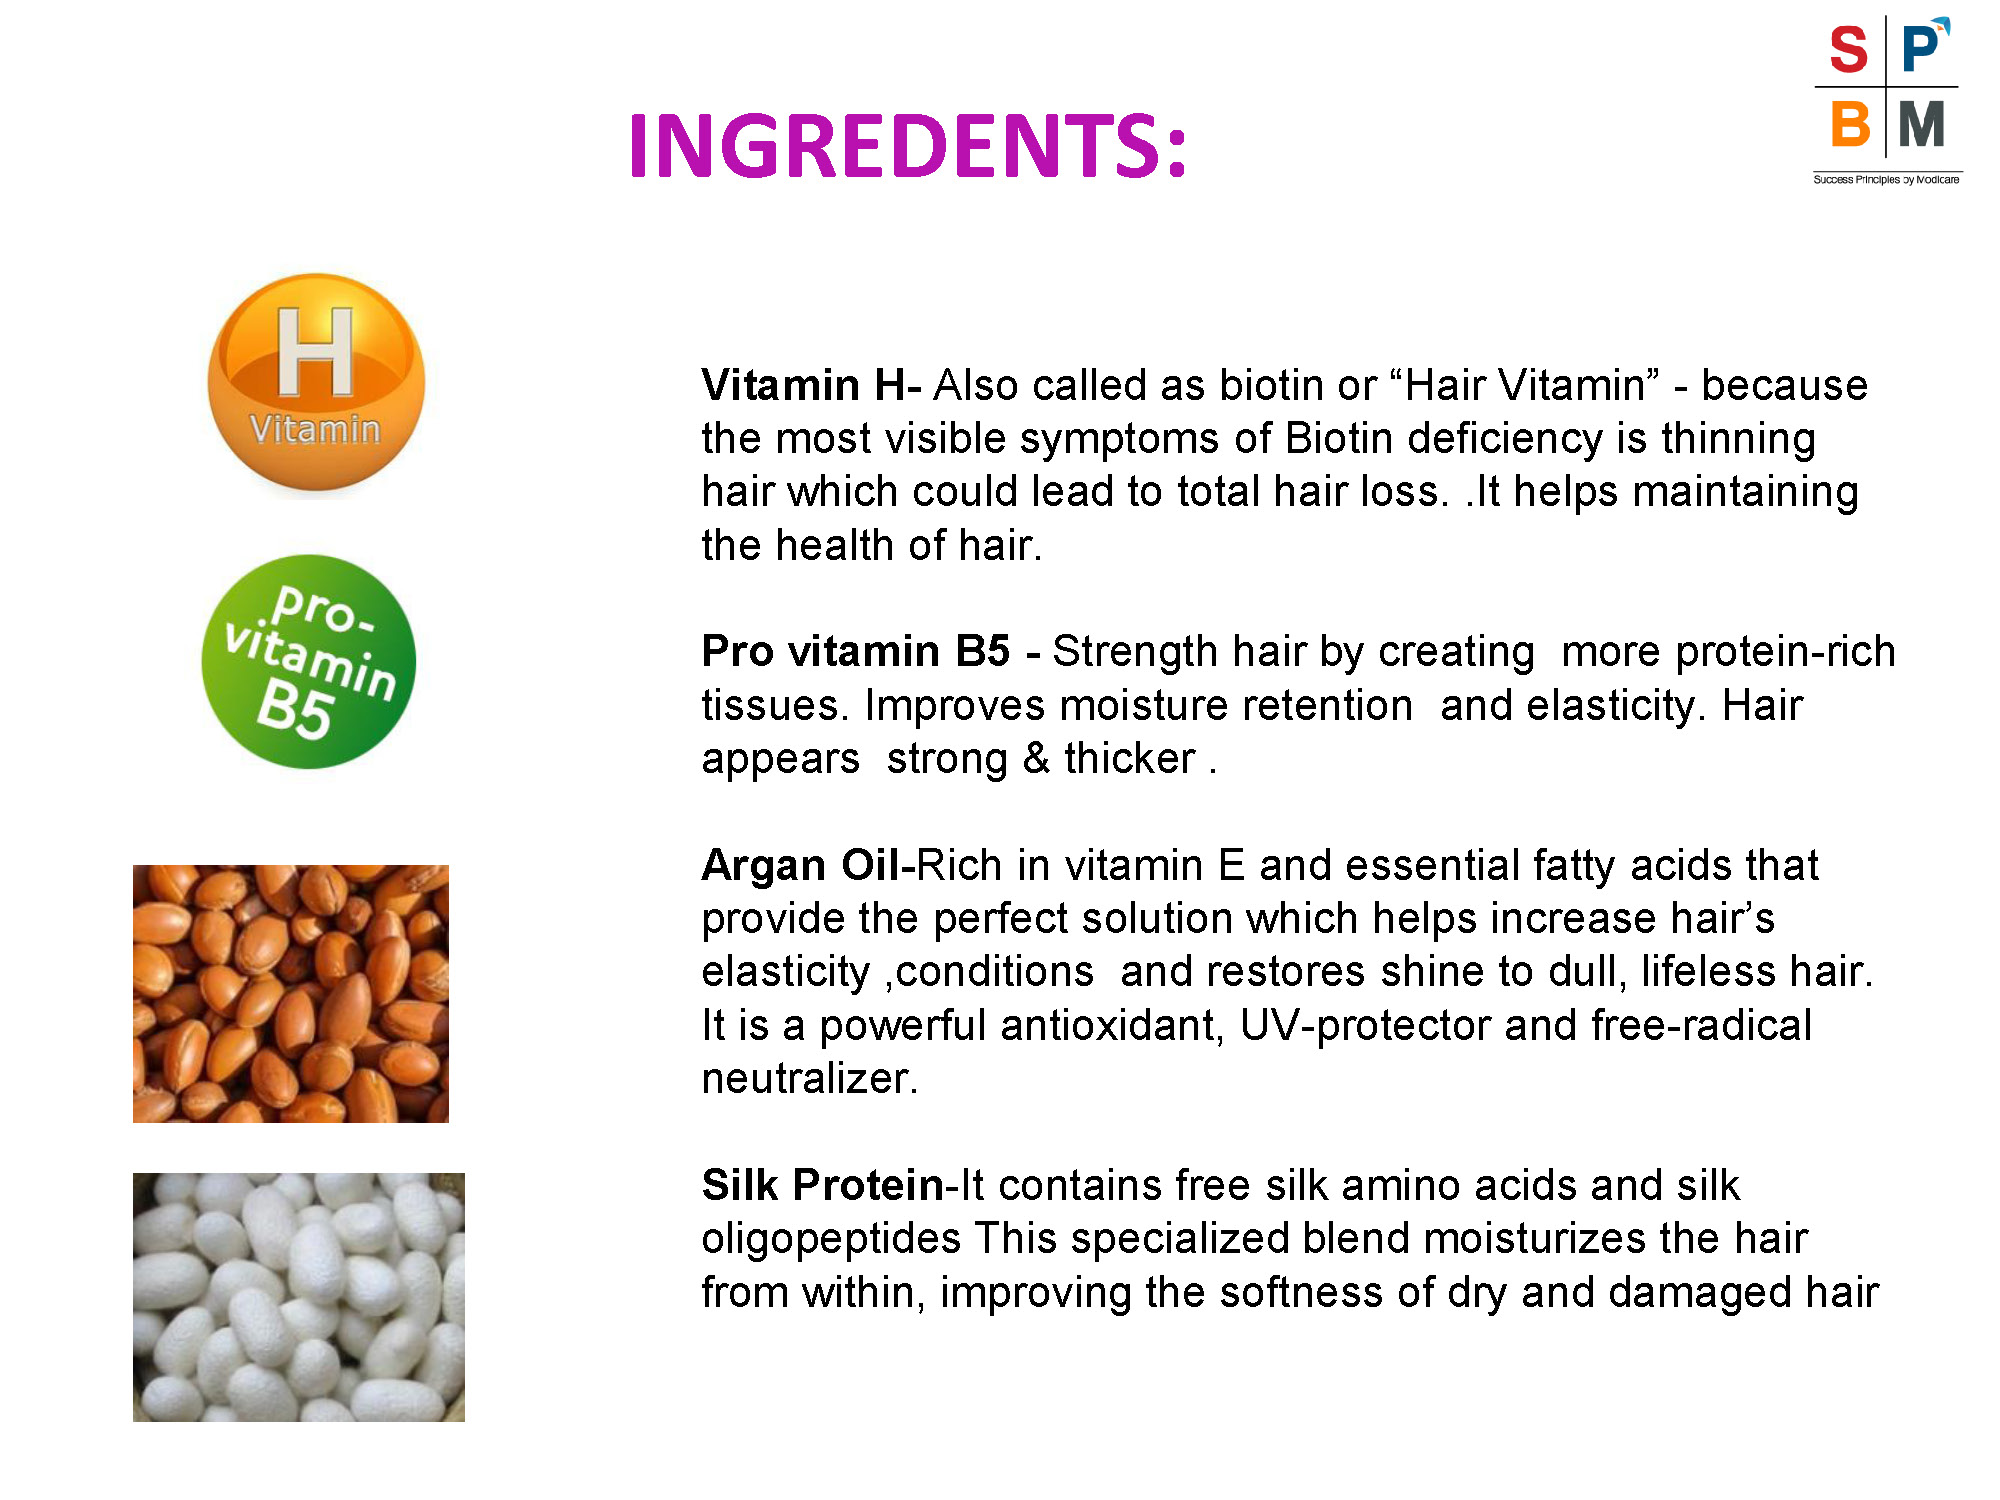 S P
B M
Success Principles by Modicare
INGREDENTS:
H
Vitamin
Vitamin H- Also called as biotin or “Hair Vitamin” - because
the most visible symptoms of Biotin deficiency is thinning
hair which could lead to total hair loss. .It helps maintaining
the health of hair.
pro-
vitamin
B5
Pro vitamin B5 - Strength hair by creating  more protein-rich
tissues. Improves moisture retention  and elasticity. Hair
appears  strong & thicker .
Argan Oil-Rich in vitamin E and essential fatty acids that
provide the perfect solution which helps increase hair’s
elasticity ,conditions  and restores shine to dull, lifeless hair.
It is a powerful antioxidant, UV-protector and free-radical
neutralizer.
Silk Protein-It contains free silk amino acids and silk
oligopeptides This specialized blend moisturizes the hair
from within, improving the softness of dry and damaged hair